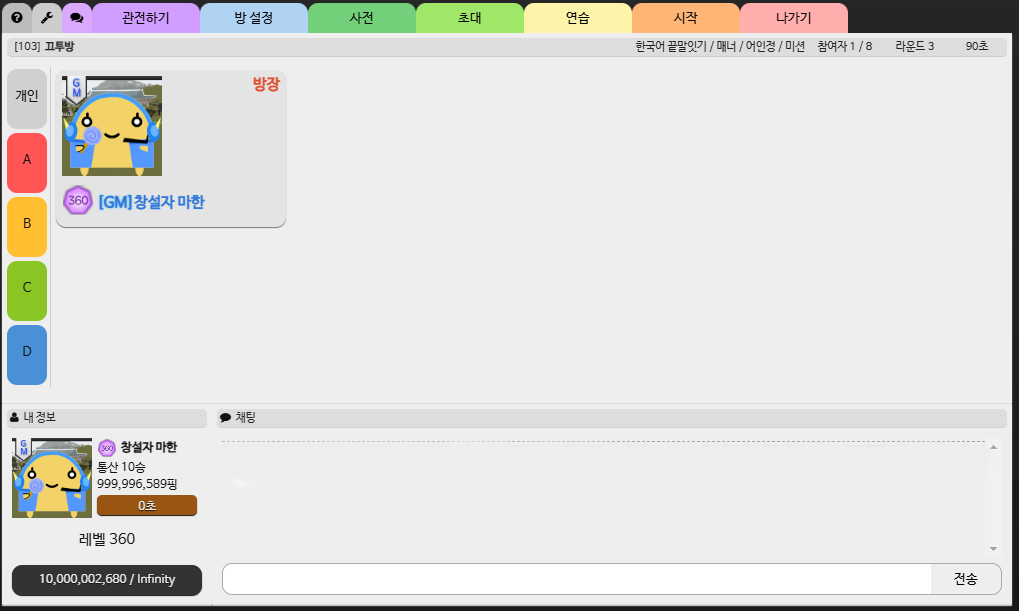 관전하기 방 설정 사전 초대 연습 시작 나가기
[103] 끄투방 한국어 끝말잇기 / 매너 / 어인정 / 미션 참여자 1 / 8 라운드 3 90초
개인
A
B
C
D
GM
방장
360 [GM] 창설자 마한
내 정보
채팅
GM
360 창설자 마한
통산 10승
999,996,589핑
0초
레벨 360
10,000,002,680 / Infinity
전송